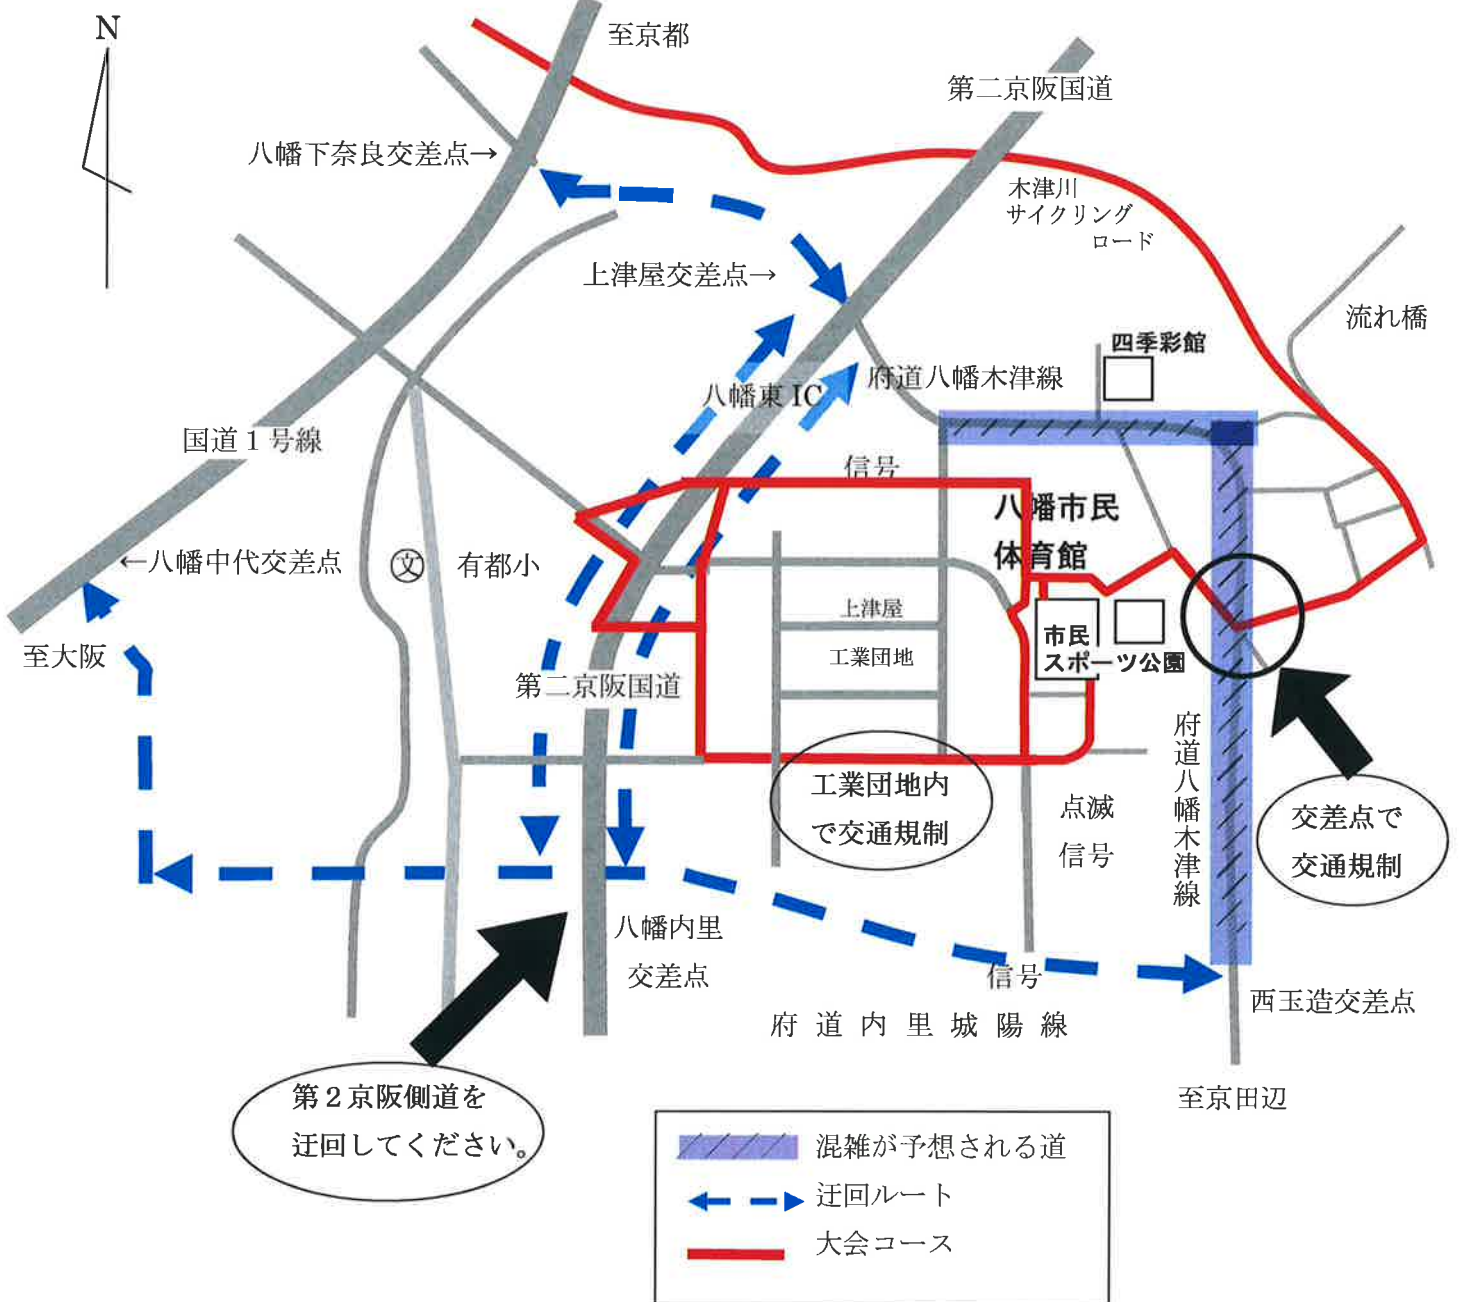 N
至京都
第二京阪国道
八幡下奈良交差点→
木津川
サイクリング
ロード
上津屋交差点→
流れ橋
四季彩館
府道八幡木津線
八幡東 IC
国道１号線
信号
八幡市民
体育館
←八幡中代交差点
文
有都小
上津屋
工業団地
市民
スポーツ公園
至大阪
第二京阪国道
府道八幡木津線
工業団地内
で交通規制
点滅
信号
交差点で
交通規制
八幡内里
交差点
信号
西玉造交差点
府道内里城陽線
第２京阪側道を
迂回してください。
至京田辺
混雑が予想される道
迂回ルート
大会コース